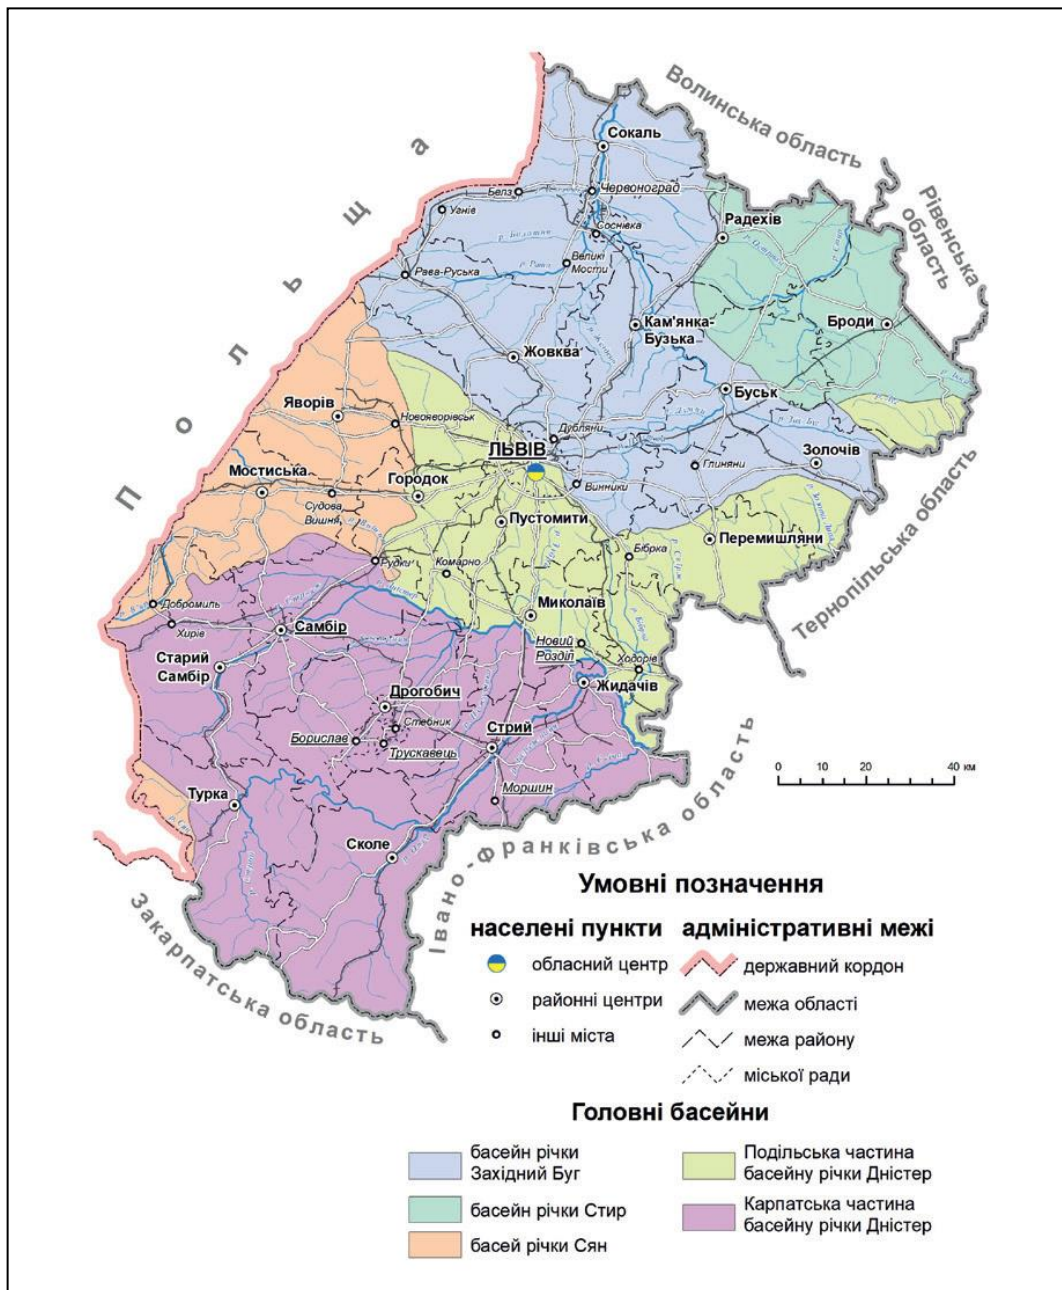 Волинська область
Рівенська
область
Польща
Сокаль
Белз
Червоноград
Угнів
Соснівка
Радехів
р. Болотня
р. Рата
Великі
Мости
Рава-Руська
р. Стир
Кам'янка-
Бузька
Броди
Жовква
Буськ
Яворів
Новояворівськ
Дубляни
ЛЬВІВ
Золочів
Глиняни
Мостиська
Городок
Винники
Судова
Вишня
Пустомити
Перемишляни
Бібрка
Рудки
Комарно
Тернопільська область
Добромиль
Миколаїв
Хирів
Самбір
Новий
Розділ
Ходорів
Старий
Самбір
Жидачів
Дрогобич
Стебник
Стрий
Борислав
Трускавець
Моршин
Турка
Сколе
0 10 20 40 км
Івано-Франківська область
Закарпатська область
Умовні позначення
населені пункти
адміністративні межі
обласний центр
державний кордон
районні центри
межа області
інші міста
межа району
міської ради
Головні басейни
басейн річки
Західний Буг
Подільська частина
басейну річки Дністер
басейн річки Стир
Карпатська частина
басейну річки Дністер
басей річки Сян